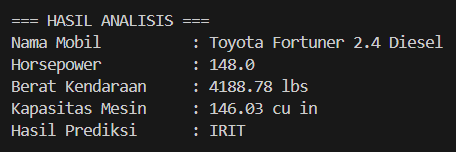 === HASIL ANALISIS ===
Nama Mobil : Toyota Fortuner 2.4 Diesel
Horsepower : 148.0
Berat Kendaraan : 4188.78 lbs
Kapasitas Mesin : 146.03 cu in
Hasil Prediksi : IRIT